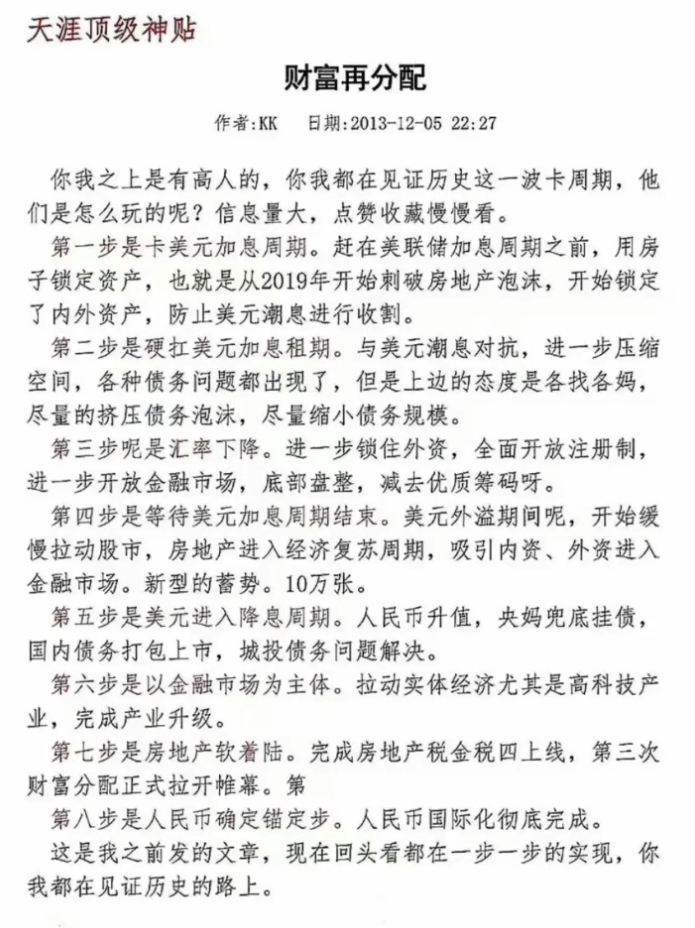 天涯顶级神贴
财富再分配
作者:KK 日期:2013-12-05 22:27
你我之上是有高人的，你我都在见证历史这一波卡周期，他
们是怎么玩的呢？信息量大，点赞收藏慢慢看。
第一步是卡美元加息周期。赶在美联储加息周期之前，用房
子锁定资产，也就是从2019年开始刺破房地产泡沫，开始锁定
了内外资产，防止美元潮息进行收割。
第二步是硬扛美元加息租期。与美元潮息对抗，进一步压缩
空间，各种债务问题都出现了，但是上边的态度是各找各妈，
尽量的挤压债务泡沫，尽量缩小债务规模。
第三步呢是汇率下降。进一步锁住外资，全面开放注册制，
进一步开放金融市场，底部盘整，减去优质筹码呀。
第四步是等待美元加息周期结束。美元外溢期间呢，开始缓
慢拉动股市，房地产进入经济复苏周期，吸引内资、外资进入
金融市场。新型的蓄势。10万张。
第五步是美元进入降息周期。人民币升值，央妈兜底挂债，
国内债务打包上市，城投债务问题解决。
第六步是以金融市场为主体。拉动实体经济尤其是高科技产
业，完成产业升级。
第七步是房地产软着陆。完成房地产税金税四上线，第三次
财富分配正式拉开帷幕。第
第八步是人民币确定锚定步。人民币国际化彻底完成。
这是我之前发的文章，现在回头看都在一步一步的实现，你
我都在见证历史的路上。